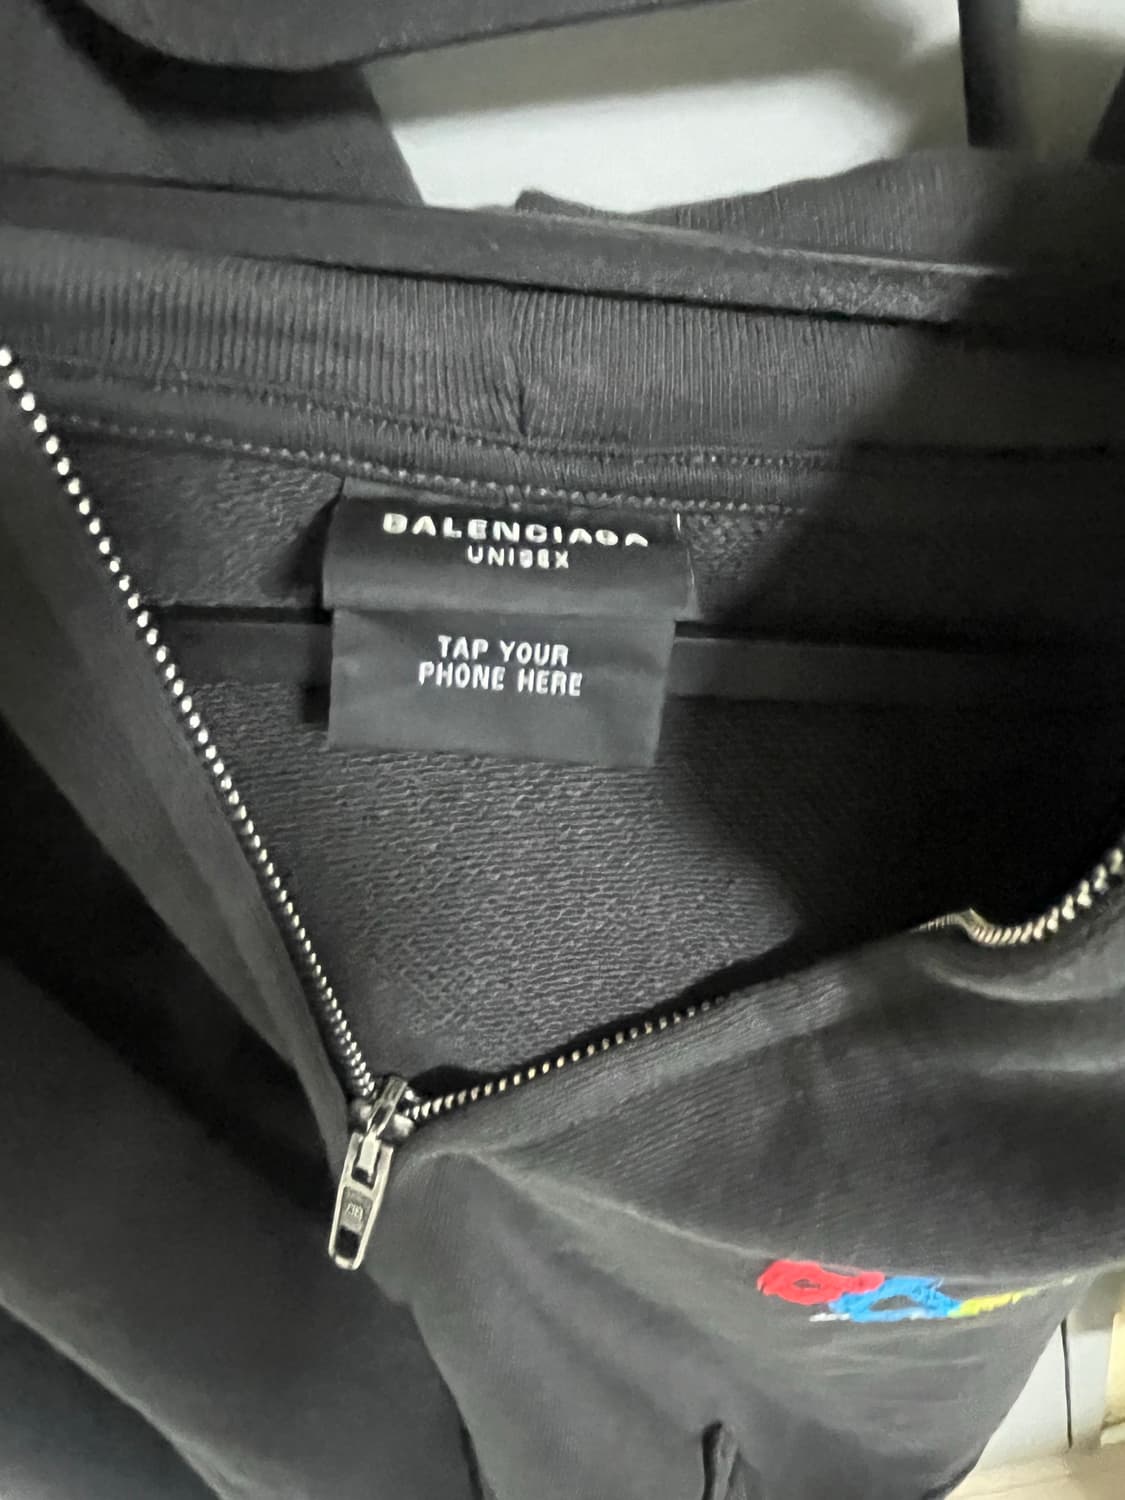 BALENCIAGA
UNISEX
TAP YOUR
PHONE HERE